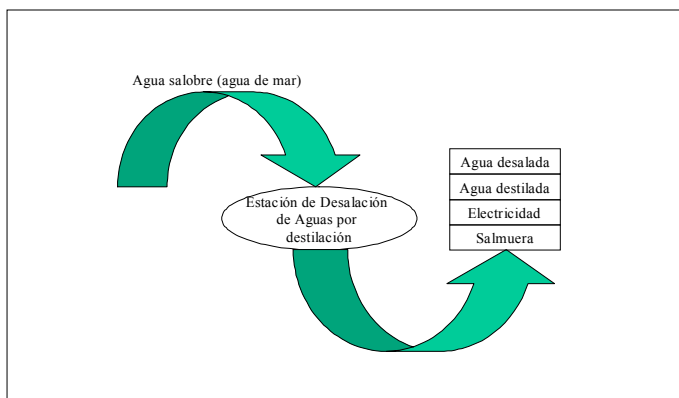 Agua salobre (agua de mar)
Estación de Desalación
de Aguas por
destilación
Agua desalada
Agua destilada
Electricidad
Salmuera